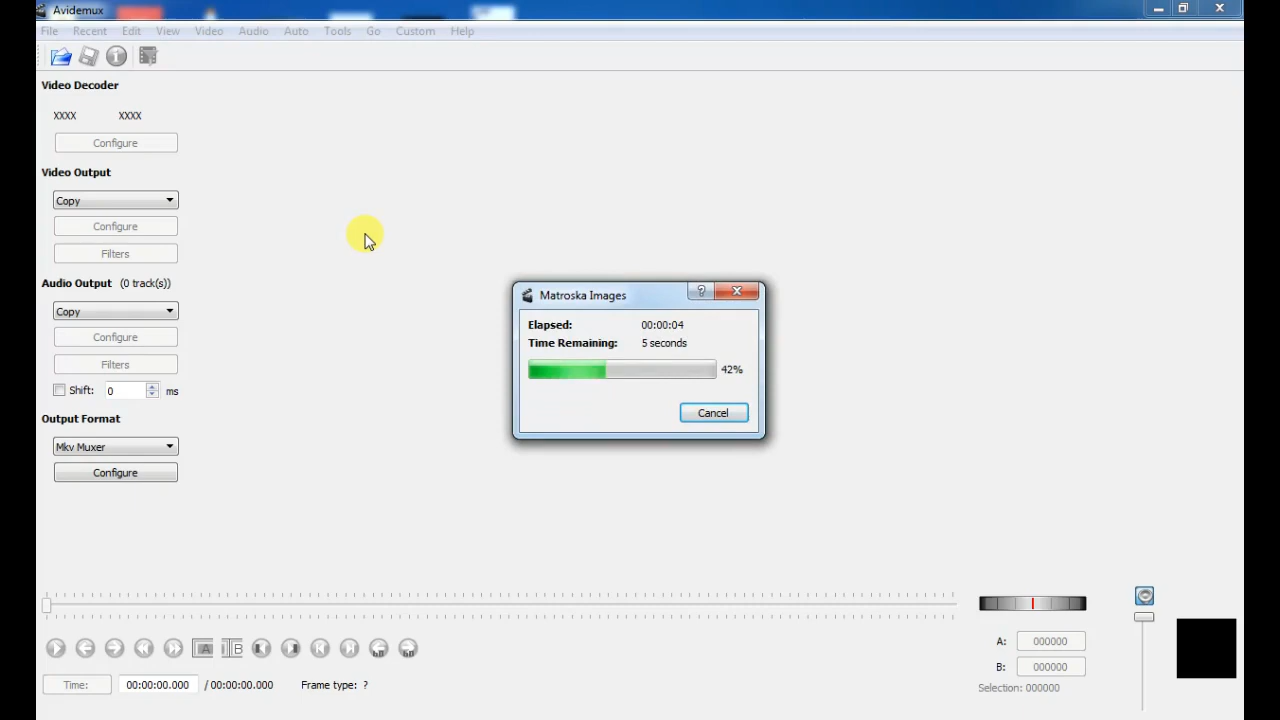 Avidemux
File Recent Edit View Video Audio Auto Tools Go Custom Help
Video Decoder
XXXX XXXX
Configure
Video Output
Copy
Configure
Filters
Audio Output (0 track(s))
Copy
Configure
Filters
Shift: 0 ms
Output Format
Mkv Muxer
Configure
Matroska Images
Elapsed: 00:00:04
Time Remaining: 5 seconds
42%
Cancel
A B 60 60
A: 000000
B: 000000
Selection: 000000
Time: 00:00:00.000 / 00:00:00.000 Frame type: ?